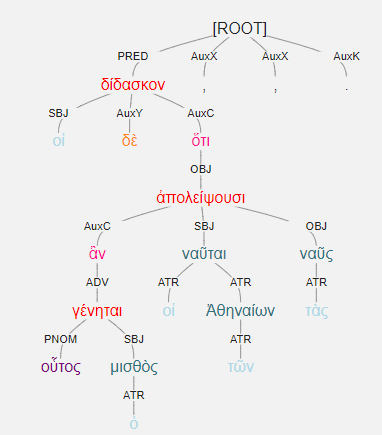 [ROOT]
PRED AuxX AuxX AuxK
δίδασκον , , .
SBJ AuxY AuxC
οἱ δὲ ὅτι
OBJ
ἀπολείψουσι
AuxC SBJ OBJ
ἂν ναῦται ναῦς
ADV ATR ATR ATR
γένηται οἱ Ἀθηναίων τὰς
PNOM SBJ ATR
οὗτος μισθὸς τῶν
ATR
ὁ